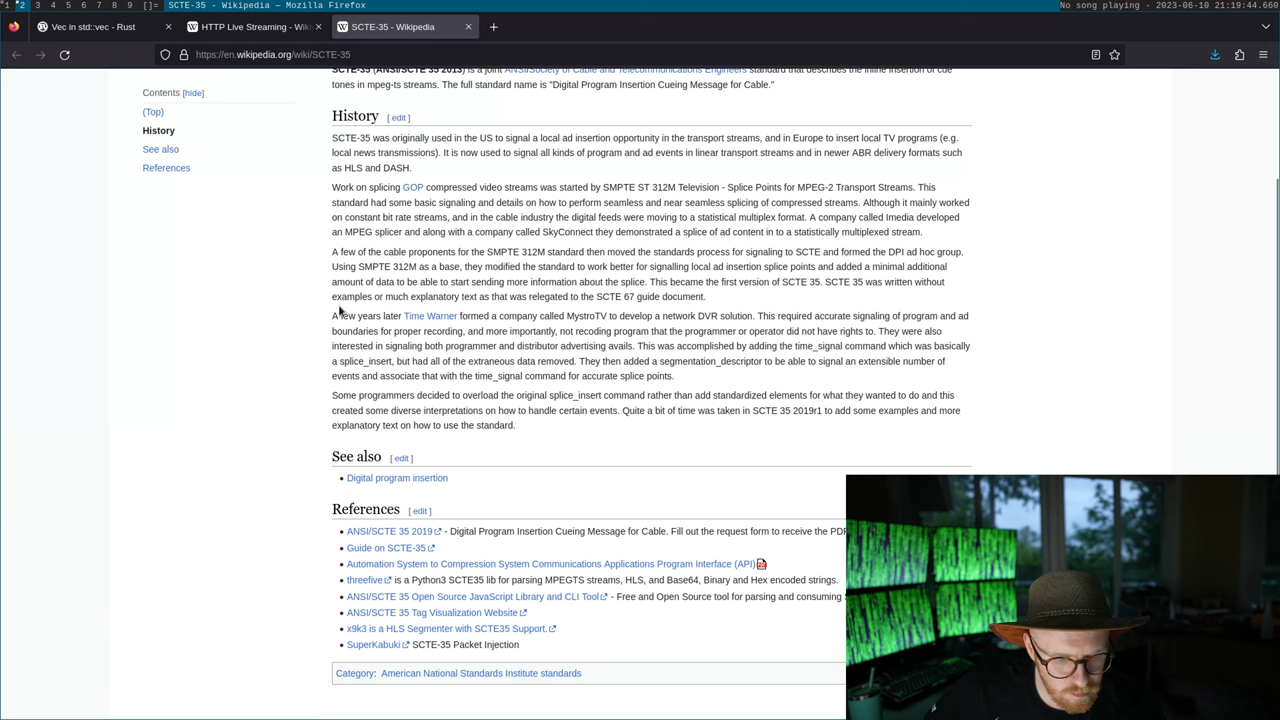 1 2 3 4 5 6 7 8 9 []= SCTE-35 - Wikipedia — Mozilla Firefox No song playing - 2023-06-10 21:19:44.660
Vec in std::vec - Rust HTTP Live Streaming - Wiki SCTE-35 - Wikipedia
https://en.wikipedia.org/wiki/SCTE-35
SCTE-35 (ANSI/SCTE 35 2013) is a joint ANSI/Society of Cable and Telecommunications Engineers standard that describes the inline insertion of cue
tones in mpeg-ts streams. The full standard name is "Digital Program Insertion Cueing Message for Cable."
Contents [hide]
(Top)
History
See also
References
History [ edit ]
SCTE-35 was originally used in the US to signal a local ad insertion opportunity in the transport streams, and in Europe to insert local TV programs (e.g.
local news transmissions). It is now used to signal all kinds of program and ad events in linear transport streams and in newer ABR delivery formats such
as HLS and DASH.
Work on splicing GOP compressed video streams was started by SMPTE ST 312M Television - Splice Points for MPEG-2 Transport Streams. This
standard had some basic signaling and details on how to perform seamless and near seamless splicing of compressed streams. Although it mainly worked
on constant bit rate streams, and in the cable industry the digital feeds were moving to a statistical multiplex format. A company called Imedia developed
an MPEG splicer and along with a company called SkyConnect they demonstrated a splice of ad content in to a statistically multiplexed stream.
A few of the cable proponents for the SMPTE 312M standard then moved the standards process for signaling to SCTE and formed the DPI ad hoc group.
Using SMPTE 312M as a base, they modified the standard to work better for signalling local ad insertion splice points and added a minimal additional
amount of data to be able to start sending more information about the splice. This became the first version of SCTE 35. SCTE 35 was written without
examples or much explanatory text as that was relegated to the SCTE 67 guide document.
A few years later Time Warner formed a company called MystroTV to develop a network DVR solution. This required accurate signaling of program and ad
boundaries for proper recording, and more importantly, not recoding program that the programmer or operator did not have rights to. They were also
interested in signaling both programmer and distributor advertising avails. This was accomplished by adding the time_signal command which was basically
a splice_insert, but had all of the extraneous data removed. They then added a segmentation_descriptor to be able to signal an extensible number of
events and associate that with the time_signal command for accurate splice points.
Some programmers decided to overload the original splice_insert command rather than add standardized elements for what they wanted to do and this
created some diverse interpretations on how to handle certain events. Quite a bit of time was taken in SCTE 35 2019r1 to add some examples and more
explanatory text on how to use the standard.
See also [ edit ]
• Digital program insertion
References [ edit ]
• ANSI/SCTE 35 2019 - Digital Program Insertion Cueing Message for Cable. Fill out the request form to receive the PDF
• Guide on SCTE-35
• Automation System to Compression System Communications Applications Program Interface (API)
• threefive is a Python3 SCTE35 lib for parsing MPEGTS streams, HLS, and Base64, Binary and Hex encoded strings.
• ANSI/SCTE 35 Open Source JavaScript Library and CLI Tool - Free and Open Source tool for parsing and consuming
• ANSI/SCTE 35 Tag Visualization Website
• x9k3 is a HLS Segmenter with SCTE35 Support.
• SuperKabuki SCTE-35 Packet Injection
Category: American National Standards Institute standards